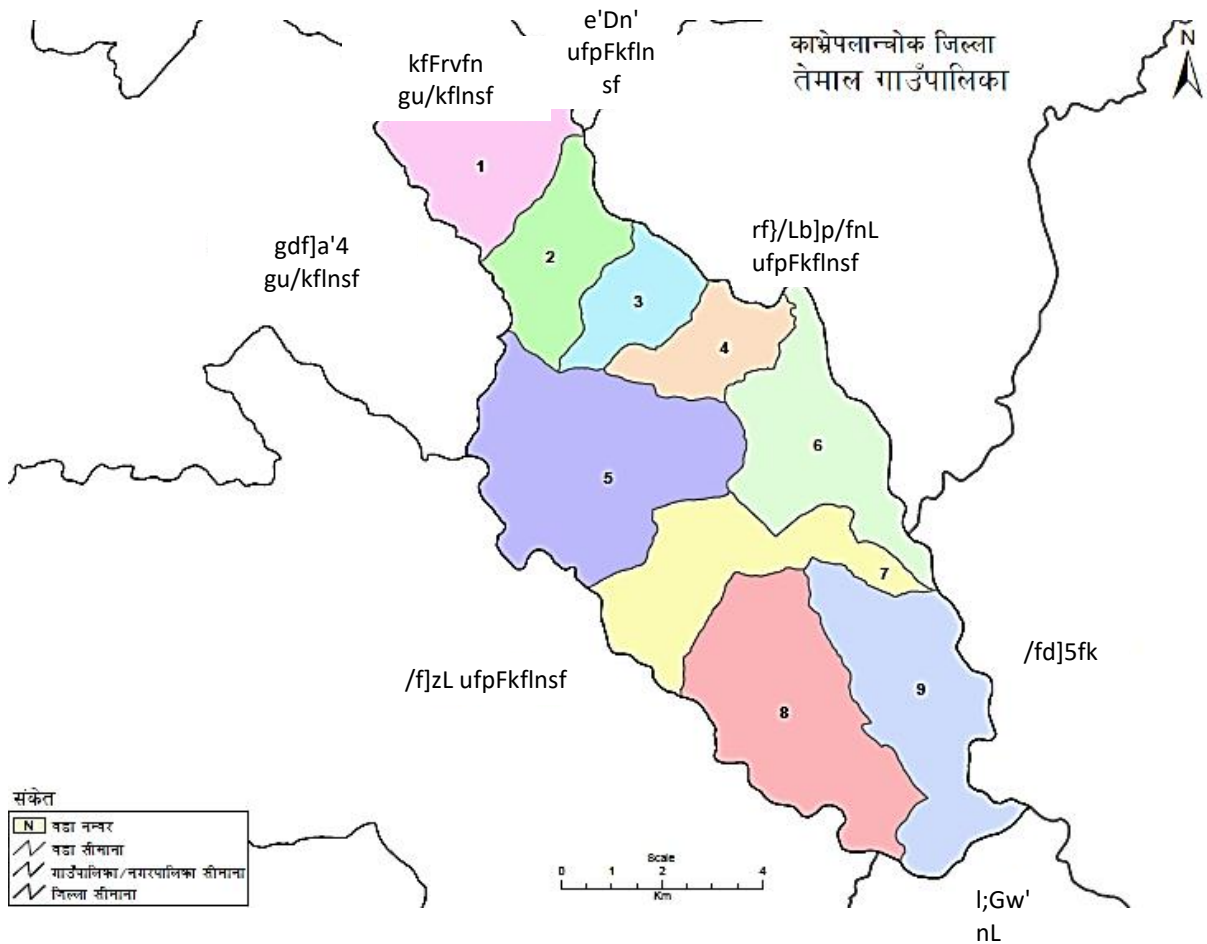 e'Dn'
ufpFkfln
sf
kfFrvfn
gu/kflnsf
काभ्रेपलान्चोक जिल्ला
तेमाल गाउँपालिका
N
1
gdf]a'4
gu/kflnsf
2
rf}/Lb]p/fnL
ufpFkflnsf
3
4
6
5
7
/fd]5fk
/f]zL ufpFkflnsf
9
8
संकेत
N वडा नम्बर
वडा सीमाना
गाउँपालिका/नगरपालिका सीमाना
जिल्ला सीमाना
Scale
0 1 2 4
Km
l;Gw'
nL